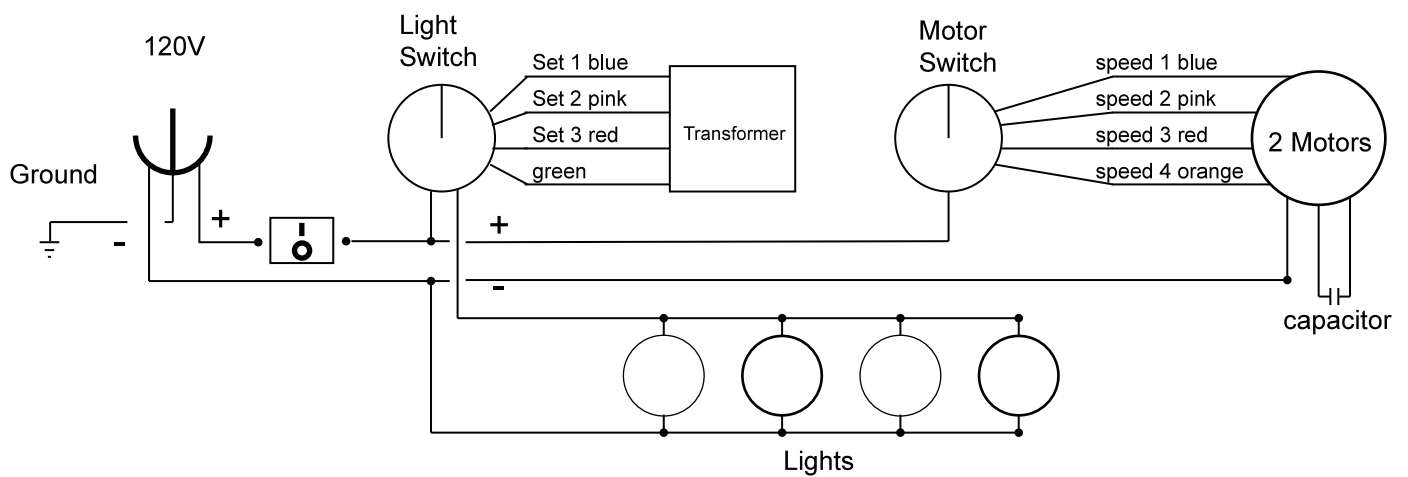 120V
Light
Switch
Set 1 blue
Set 2 pink
Set 3 red
green
Transformer
Motor
Switch
speed 1 blue
speed 2 pink
speed 3 red
speed 4 orange
2 Motors
Ground
+
-
+
-
capacitor
Lights